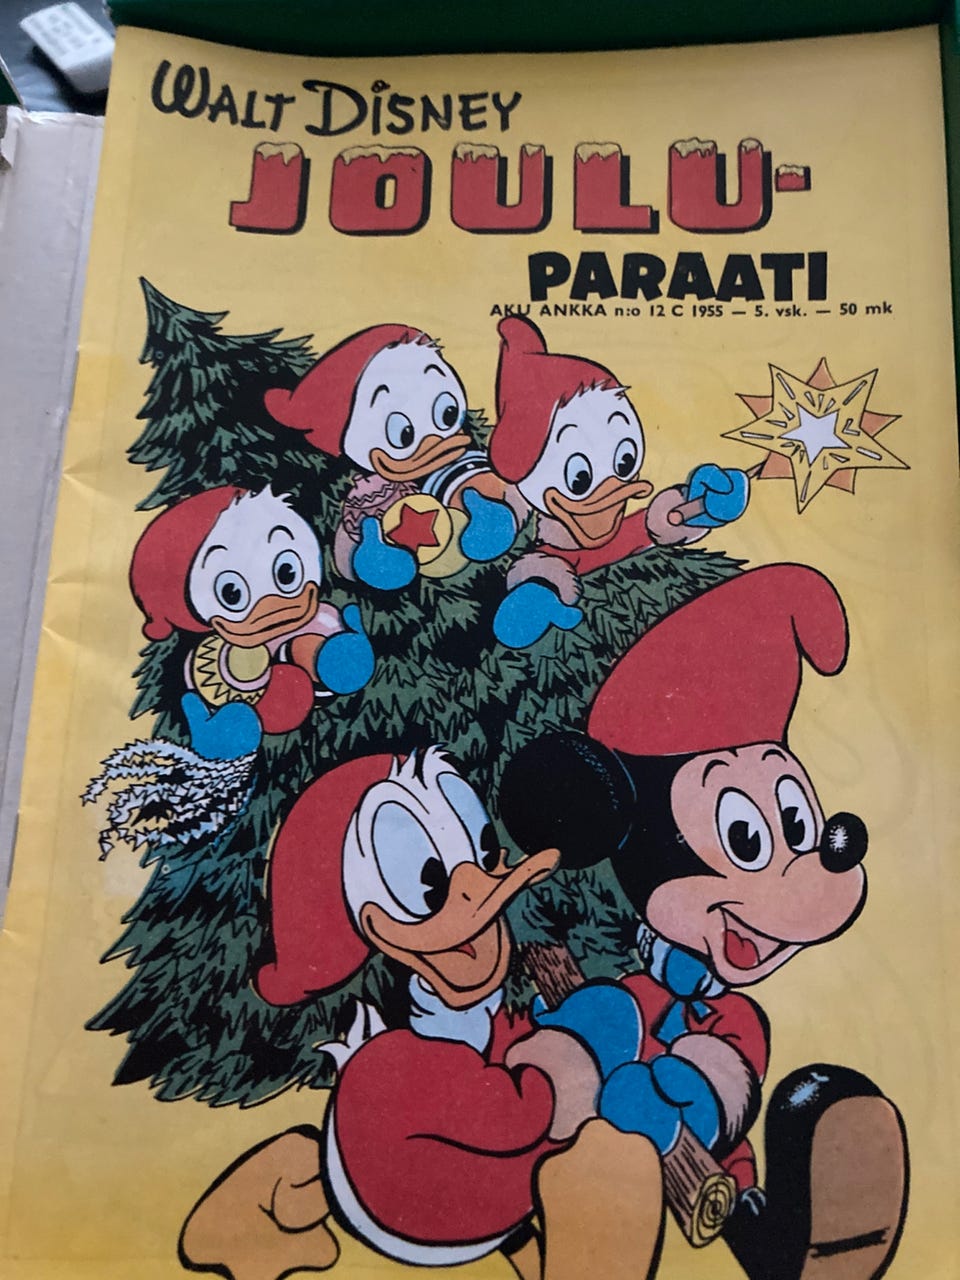 WALT DISNEY
JOULU-
PARAATI
AKU ANKKA n:o 12 C 1955 — 5. vsk. — 50 mk